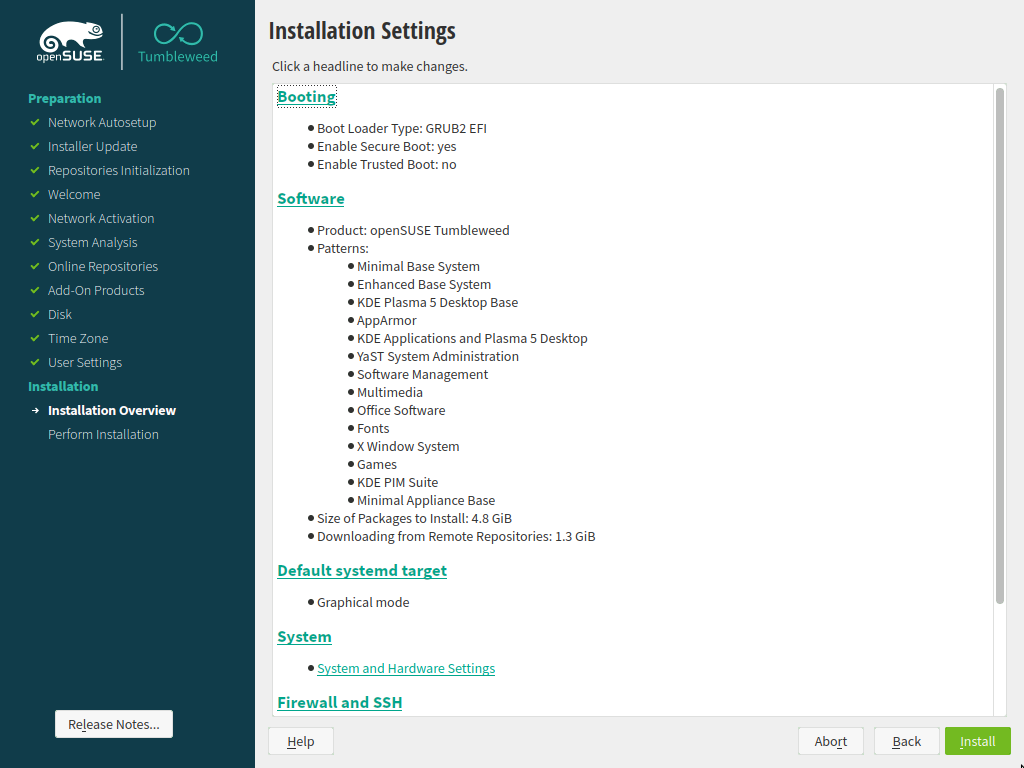 openSUSE
Tumbleweed
Preparation
Network Autosetup
Installer Update
Repositories Initialization
Welcome
Network Activation
System Analysis
Online Repositories
Add-On Products
Disk
Time Zone
User Settings
Installation
Installation Overview
Perform Installation
Release Notes...
Installation Settings
Click a headline to make changes.
Booting
Boot Loader Type: GRUB2 EFI
Enable Secure Boot: yes
Enable Trusted Boot: no
Software
Product: openSUSE Tumbleweed
Patterns:
Minimal Base System
Enhanced Base System
KDE Plasma 5 Desktop Base
AppArmor
KDE Applications and Plasma 5 Desktop
YaST System Administration
Software Management
Multimedia
Office Software
Fonts
X Window System
Games
KDE PIM Suite
Minimal Appliance Base
Size of Packages to Install: 4.8 GiB
Downloading from Remote Repositories: 1.3 GiB
Default systemd target
Graphical mode
System
System and Hardware Settings
Firewall and SSH
Help
Abort
Back
Install